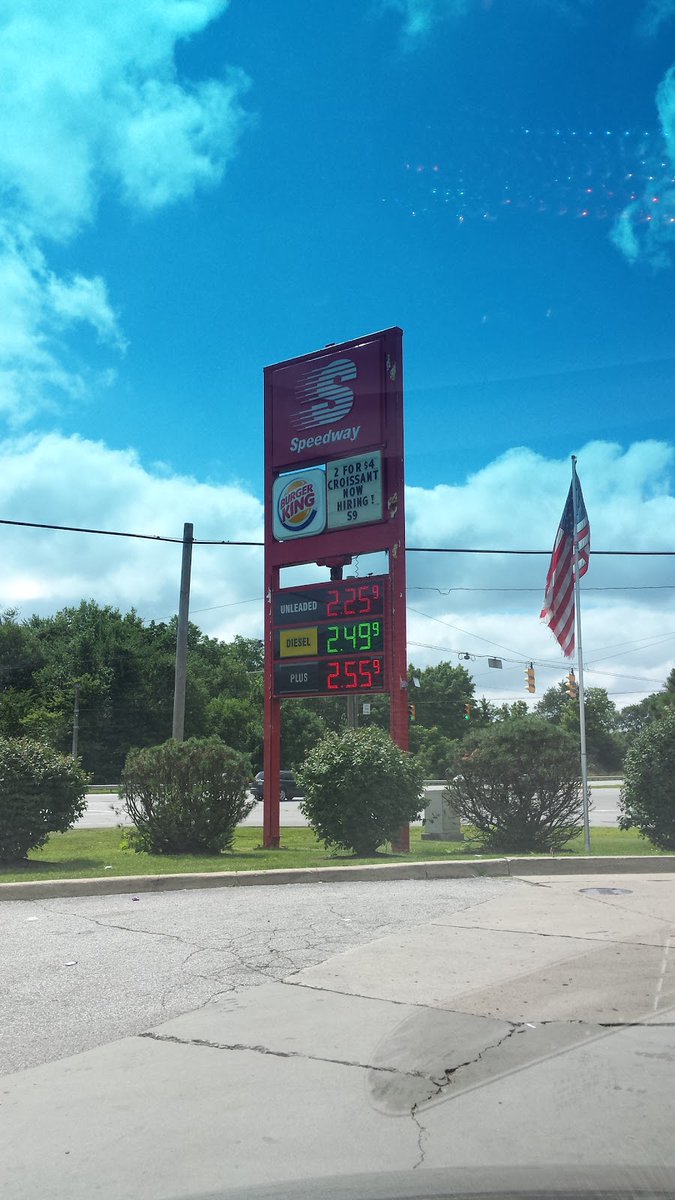 S
Speedway
BURGER
KING
2 FOR $4
CROISSANT
NOW
HIRING!
$9
UNLEADED 2.25 9
DIESEL 2.49 9
PLUS 2.55 9